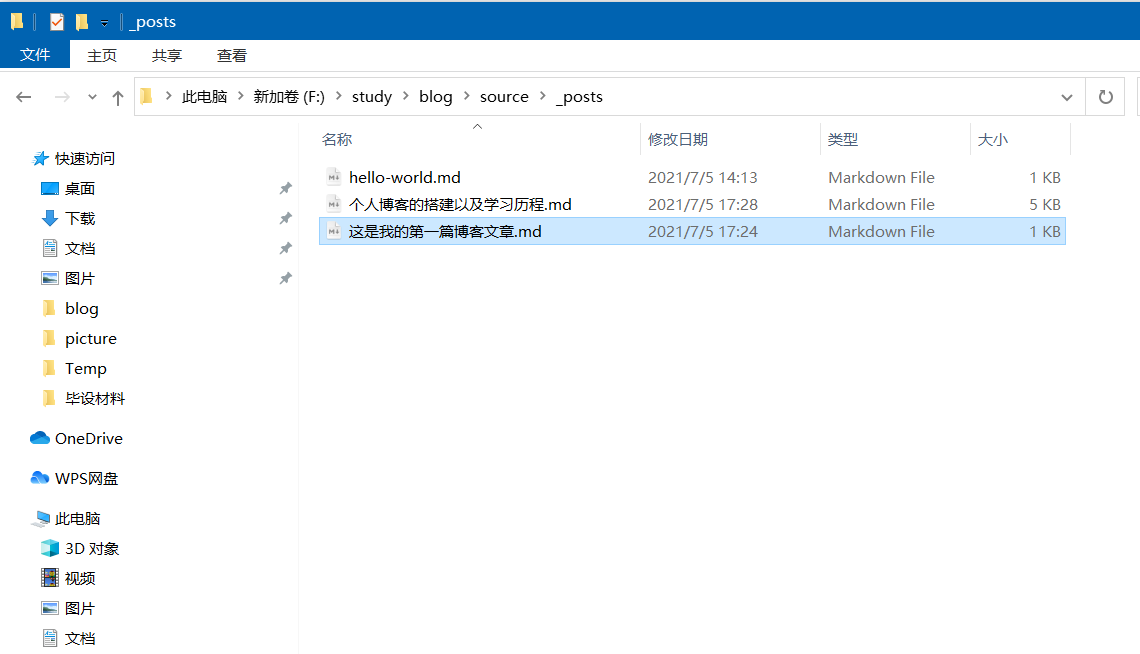 _posts
文件 主页 共享 查看
此电脑 新加卷 (F:) study blog source _posts
名称 修改日期 类型 大小
hello-world.md 2021/7/5 14:13 Markdown File 1 KB
个人博客的搭建以及学习历程.md 2021/7/5 17:28 Markdown File 5 KB
这是我的第一篇博客文章.md 2021/7/5 17:24 Markdown File 1 KB
快速访问
桌面
下载
文档
图片
blog
picture
Temp
毕设材料
OneDrive
WPS网盘
此电脑
3D 对象
视频
图片
文档